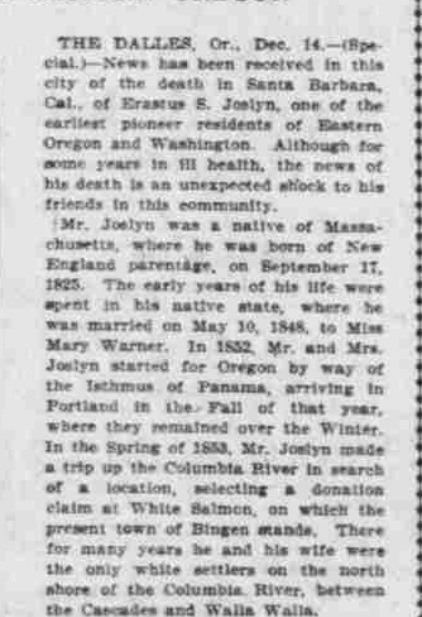 THE DALLES, Or., Dec. 14.—(Spe-
cial.)—News has been received in this
city of the death in Santa Barbara,
Cal., of Erastus S. Joslyn, one of the
earliest pioneer residents of Eastern
Oregon and Washington. Although for
some years in ill health, the news of
his death is an unexpected shock to his
friends in this community.
Mr. Joslyn was a native of Massa-
chusetts, where he was born of New
England parentage, on September 17,
1825. The early years of his life were
spent in his native state, where he
was married on May 10, 1848, to Miss
Mary Warner. In 1852, Mr. and Mrs.
Joslyn started for Oregon by way of
the Isthmus of Panama, arriving in
Portland in the Fall of that year,
where they remained over the Winter.
In the Spring of 1853, Mr. Joslyn made
a trip up the Columbia River in search
of a location, selecting a donation
claim at White Salmon, on which the
present town of Bingen stands. There
for many years he and his wife were
the only white settlers on the north
shore of the Columbia River, between
the Cascades and Walla Walla.